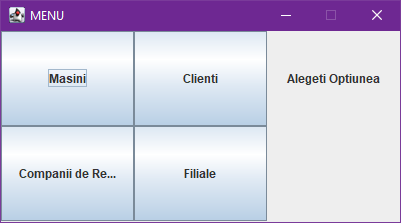 MENU
Masini
Clienti
Alegeti Optiunea
Companii de Re...
Filiale